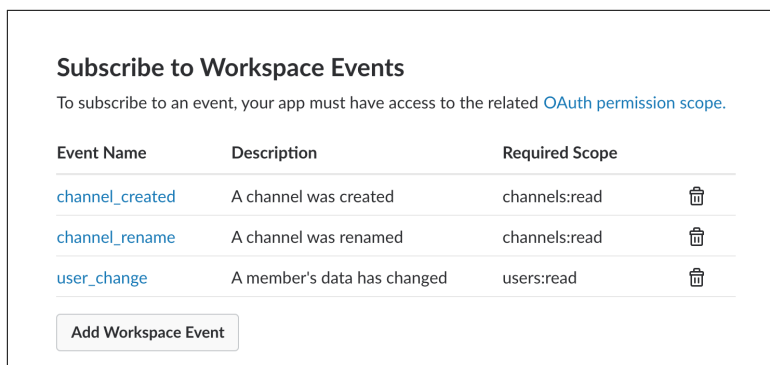 Subscribe to Workspace Events
To subscribe to an event, your app must have access to the related OAuth permission scope.
Event Name Description Required Scope
channel_created A channel was created channels:read
channel_rename A channel was renamed channels:read
user_change A member's data has changed users:read
Add Workspace Event